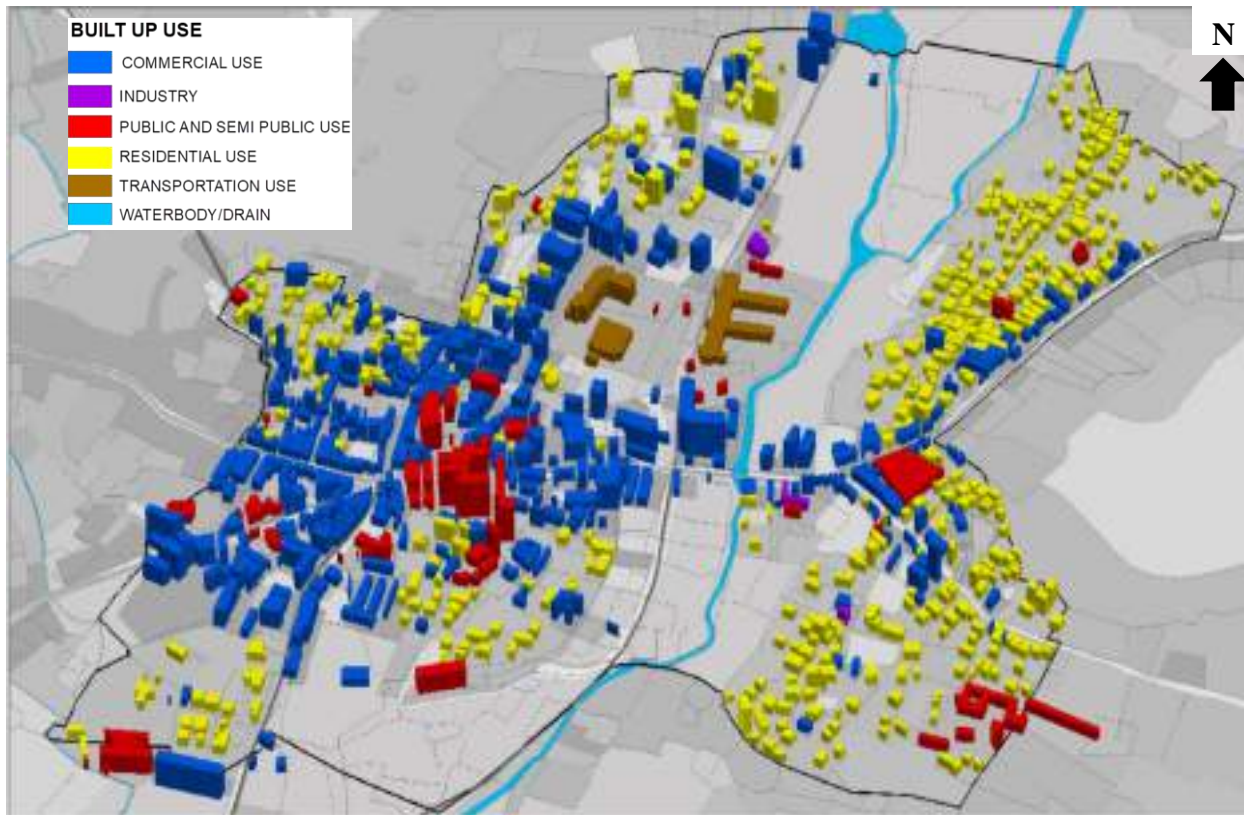 BUILT UP USE
COMMERCIAL USE
INDUSTRY
PUBLIC AND SEMI PUBLIC USE
RESIDENTIAL USE
TRANSPORTATION USE
WATERBODY/DRAIN
N